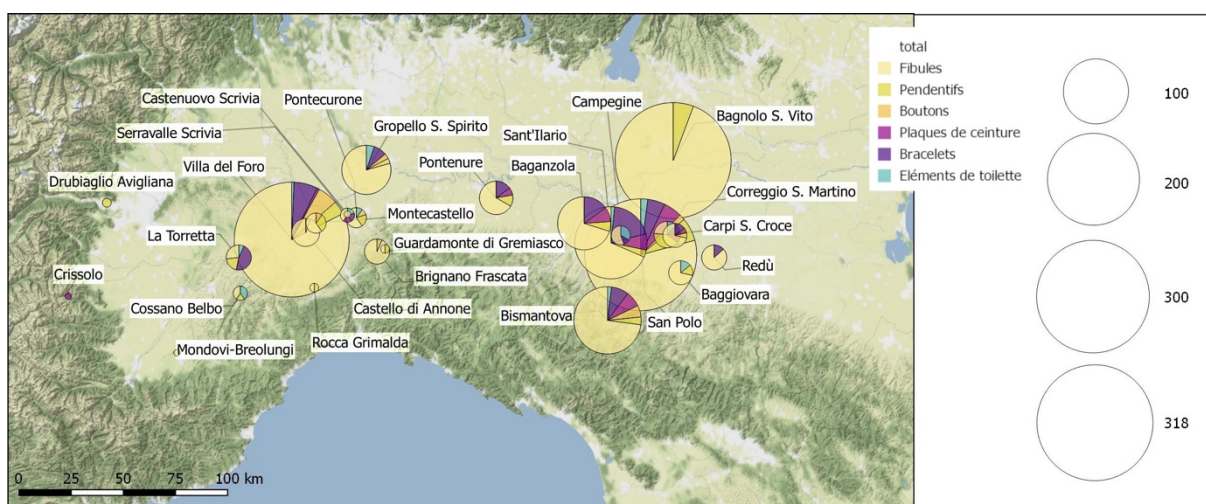 Castenuovo Scrivia
Pontecurone
Serravalle Scrivia
Gropello S. Spirito
Campegine
Bagnolo S. Vito
Sant'Ilario
Villa del Foro
Pontenure
Baganzola
Drubiaglio Avigliana
Correggio S. Martino
Montecastello
Carpi S. Croce
La Torretta
Guardamonte di Gremiasco
Redù
Crissolo
Brignano Frascata
Baggiovara
Cossano Belbo
Castello di Annone
Bismantova
San Polo
Rocca Grimalda
Mondovi-Breolungi
0 25 50 75 100 km
total
Fibules
Pendentifs
Boutons
Plaques de ceinture
Bracelets
Eléments de toilette
100
200
300
318